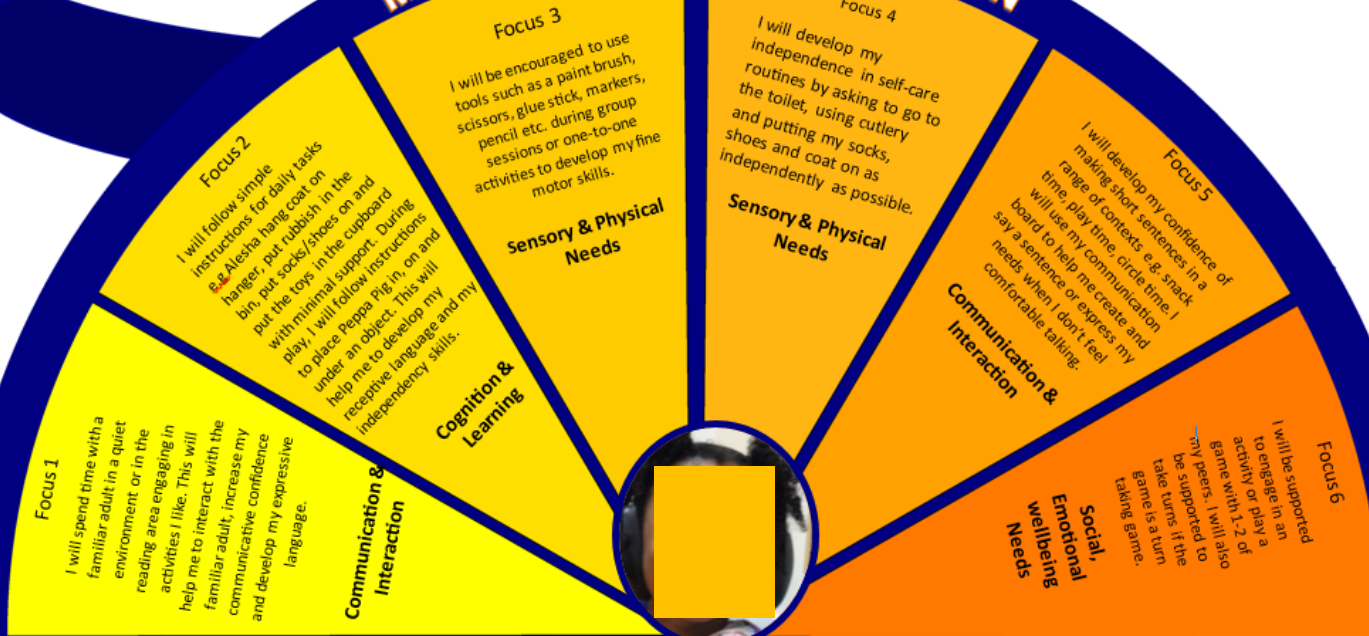 Focus 1
I will spend time with a
familiar adult in a quiet
environment or in the
reading area engaging in
activities I like. This will
help me to interact with the
familiar adult, increase my
communicative confidence
and develop my expressive
language.
Communication &
Interaction
Focus 2
I will follow simple
instructions for daily tasks
e.g Alesha hang coat on
hanger, put rubbish in the
bin, put socks/shoes on and
put the toys in the cupboard
with minimal support. During
play, I will follow instructions
to place Peppa Pig in, on and
under an object. This will
help me to develop my
receptive language and my
independency skills.
Cognition &
Learning
Focus 3
I will be encouraged to use
tools such as a paint brush,
scissors, glue stick, markers,
pencil etc. during group
sessions or one-to-one
activities to develop my fine
motor skills.
Sensory & Physical
Needs
Focus 4
I will develop my
independence in self-care
routines by asking to go to
the toilet, using cutlery
and putting my socks,
shoes and coat on as
independently as possible.
Sensory & Physical
Needs
Focus 5
I will develop my confidence of
making short sentences in a
range of contexts e.g. snack
time, play time, circle time. I
will use my communication
board to help me create and
say a sentence or express my
needs when I don't feel
comfortable talking.
Communication &
Interaction
Focus 6
I will be supported
to engage in an
activity or play a
game with 1-2 of
my peers. I will also
be supported to
take turns if the
game is a turn
taking game.
Social,
Emotional
wellbeing
Needs